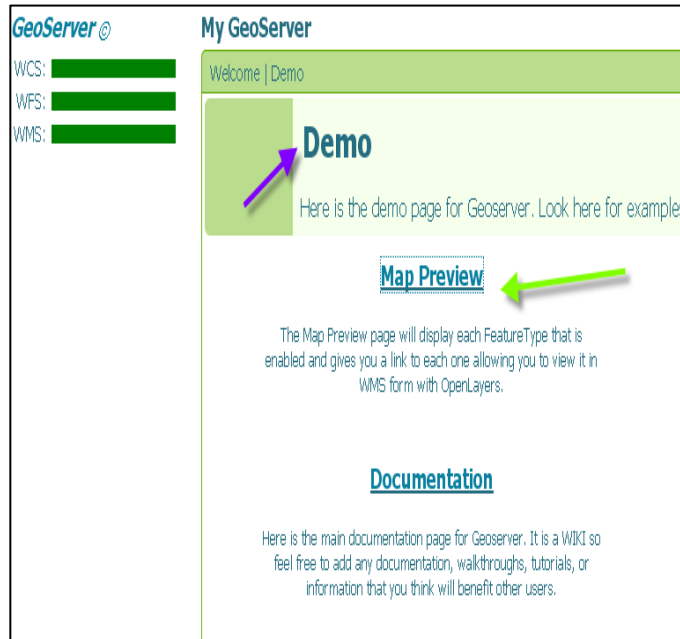 GeoServer ©
WCS:
WFS:
WMS:
My GeoServer
Welcome | Demo
Demo
Here is the demo page for Geoserver. Look here for examples
Map Preview
The Map Preview page will display each FeatureType that is
enabled and gives you a link to each one allowing you to view it in
WMS form with OpenLayers.
Documentation
Here is the main documentation page for Geoserver. It is a WIKI so
feel free to add any documentation, walkthroughs, tutorials, or
information that you think will benefit other users.